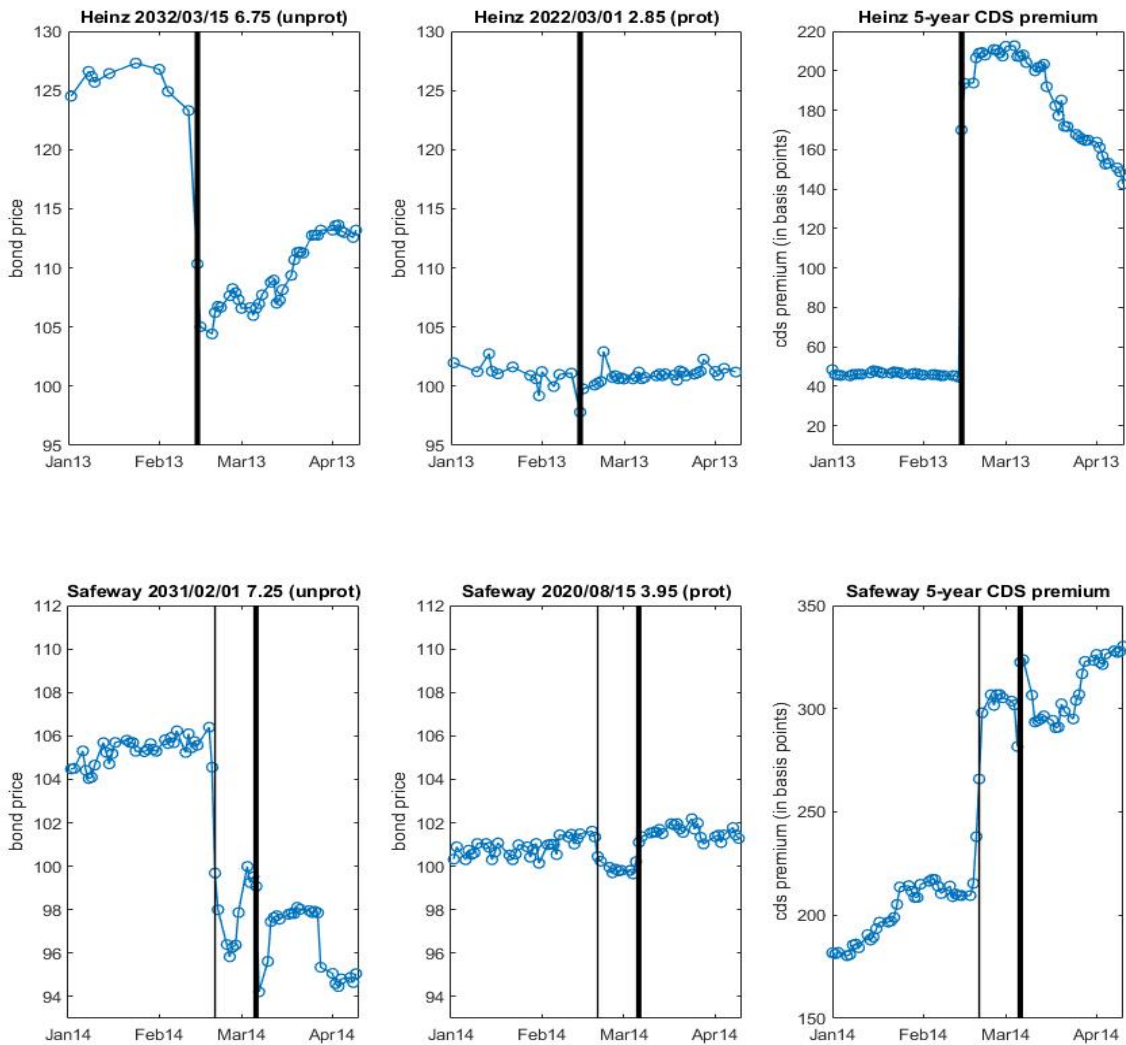 Heinz 2032/03/15 6.75 (unprot)
130
125
120
115
110
105
100
95
bond price
Jan13 Feb13 Mar13 Apr13
Heinz 2022/03/01 2.85 (prot)
130
125
120
115
110
105
100
95
bond price
Jan13 Feb13 Mar13 Apr13
Heinz 5-year CDS premium
220
200
180
160
140
120
100
80
60
40
20
cds premium (in basis points)
Jan13 Feb13 Mar13 Apr13
Safeway 2031/02/01 7.25 (unprot)
112
110
108
106
104
102
100
98
96
94
bond price
Jan14 Feb14 Mar14 Apr14
Safeway 2020/08/15 3.95 (prot)
112
110
108
106
104
102
100
98
96
94
bond price
Jan14 Feb14 Mar14 Apr14
Safeway 5-year CDS premium
350
300
250
200
150
cds premium (in basis points)
Jan14 Feb14 Mar14 Apr14